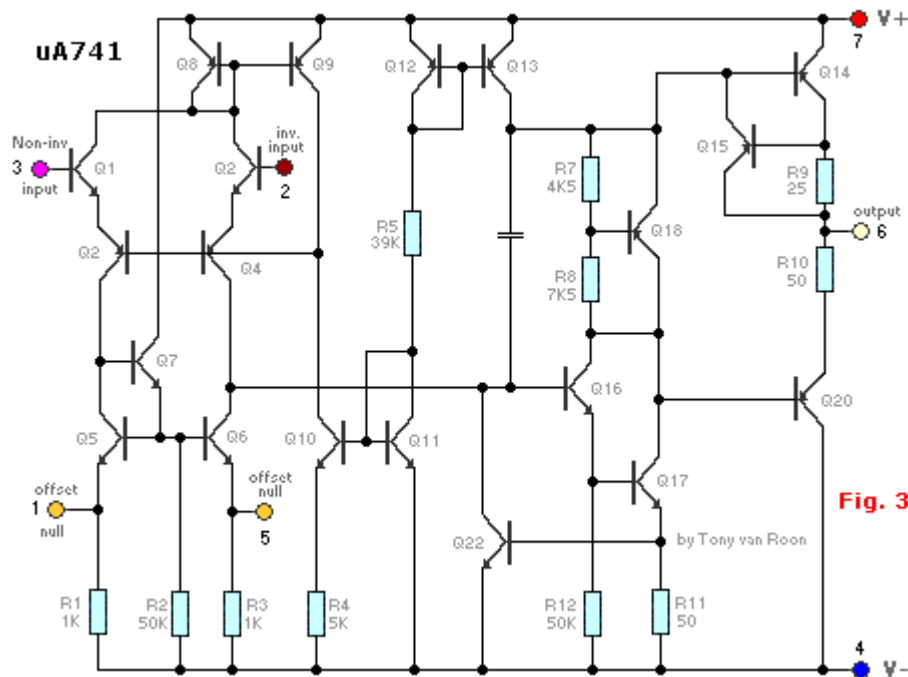 uA741
7 V+
Q8
Q9
Q12
Q13
Q14
Non-inv
3
input
Q1
Q2
inv.
input
2
Q15
R7
4K5
R9
25
output
6
R5
39K
Q18
Q2
Q4
R8
7K5
R10
50
Q7
Q16
Q20
Q5
Q6
Q10
Q11
Q17
offset
1
null
offset
null
5
Fig. 3
Q22
by Tony van Roon
R1
1K
R2
50K
R3
1K
R4
5K
R12
50K
R11
50
4
V-